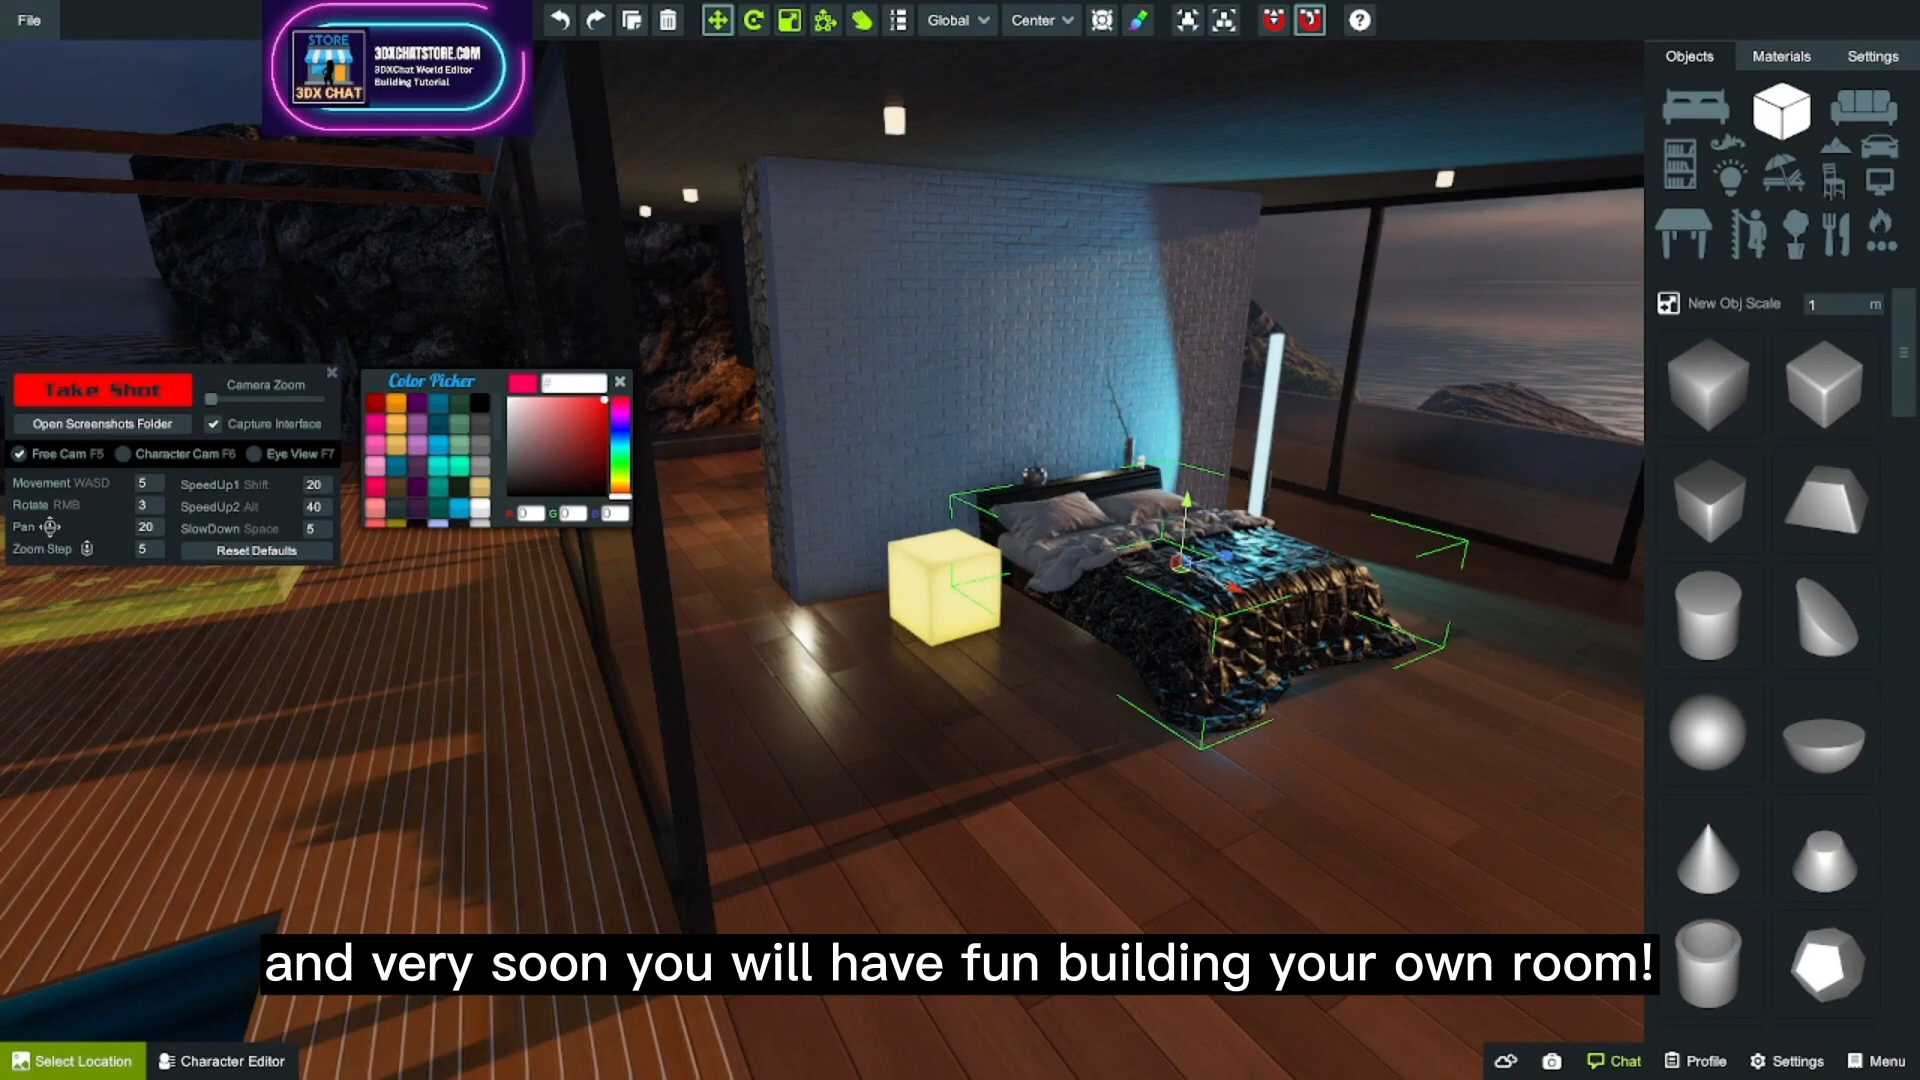 File
STORE
3DX CHAT
3DXCHATSTORE.COM
3DXChat World Editor
Building Tutorial
Global
Center
Objects
Materials
Settings
New Obj Scale
1 m
Take Shot
Camera Zoom
Open Screenshots Folder
Capture Interface
Free Cam F5
Character Cam F6
Eye View F7
Movement WASD 5
SpeedUp1 Shift 20
Rotate RMB 3
SpeedUp2 Alt 40
Pan 20
SlowDown Space 5
Zoom Step 5
Reset Defaults
Color Picker
#
R 0 G 0 B 0
and very soon you will have fun building your own room!
Select Location
Character Editor
Chat
Profile
Settings
Menu